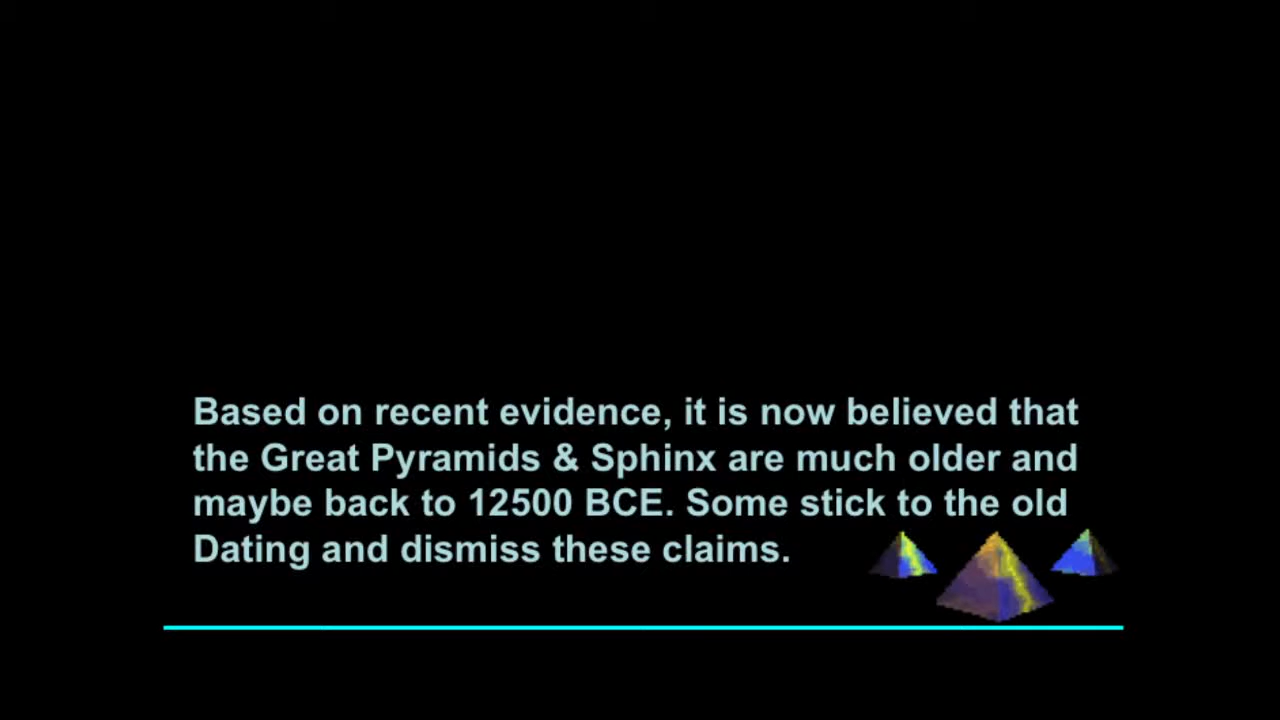 Based on recent evidence, it is now believed that
the Great Pyramids & Sphinx are much older and
maybe back to 12500 BCE. Some stick to the old
Dating and dismiss these claims.